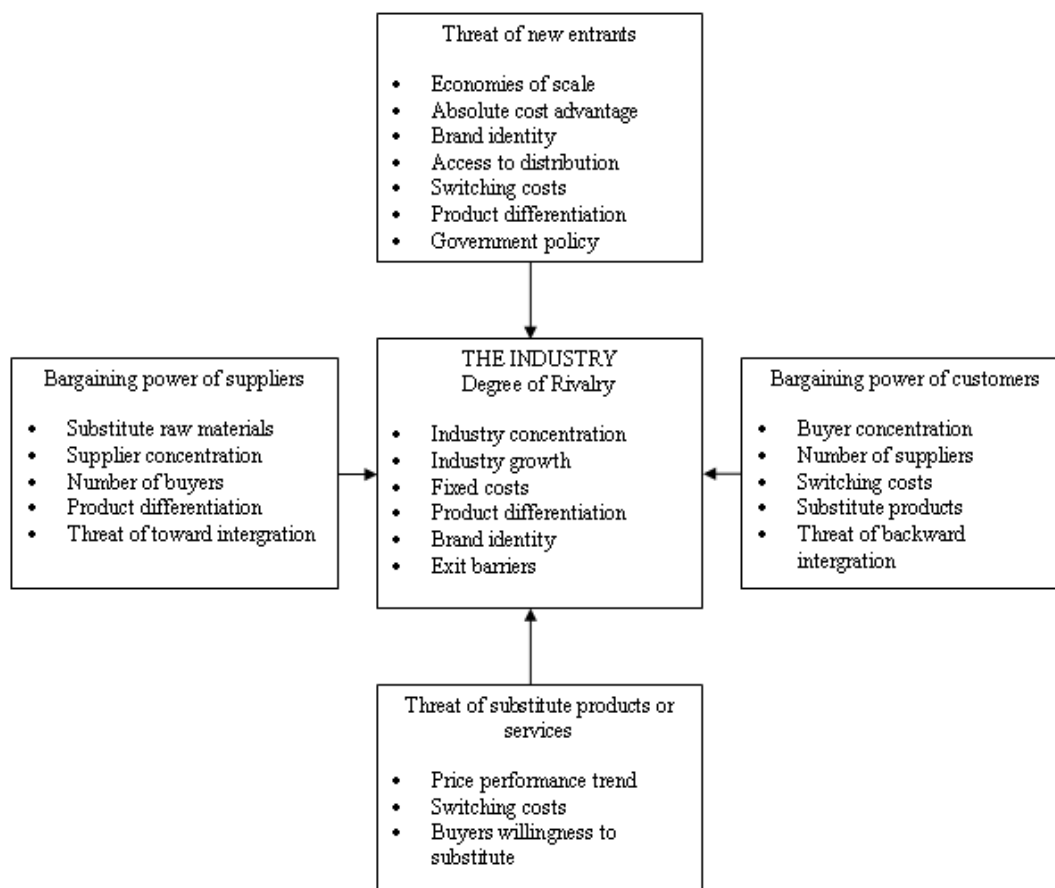 Threat of new entrants
• Economies of scale
• Absolute cost advantage
• Brand identity
• Access to distribution
• Switching costs
• Product differentiation
• Government policy
Bargaining power of suppliers
• Substitute raw materials
• Supplier concentration
• Number of buyers
• Product differentiation
• Threat of toward intergration
THE INDUSTRY
Degree of Rivalry
• Industry concentration
• Industry growth
• Fixed costs
• Product differentiation
• Brand identity
• Exit barriers
Bargaining power of customers
• Buyer concentration
• Number of suppliers
• Switching costs
• Substitute products
• Threat of backward
intergration
Threat of substitute products or
services
• Price performance trend
• Switching costs
• Buyers willingness to
substitute